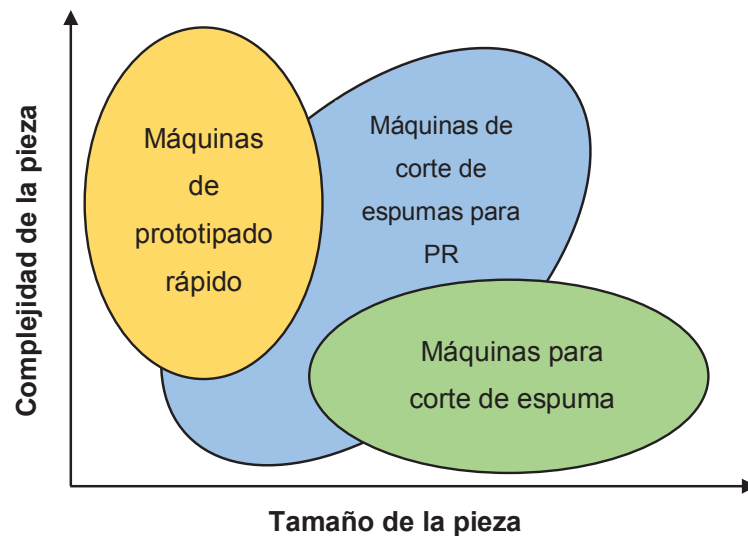 Complejidad de la pieza
Máquinas
de
prototipado
rápido
Máquinas de
corte de
espumas para
PR
Máquinas para
corte de espuma
Tamaño de la pieza